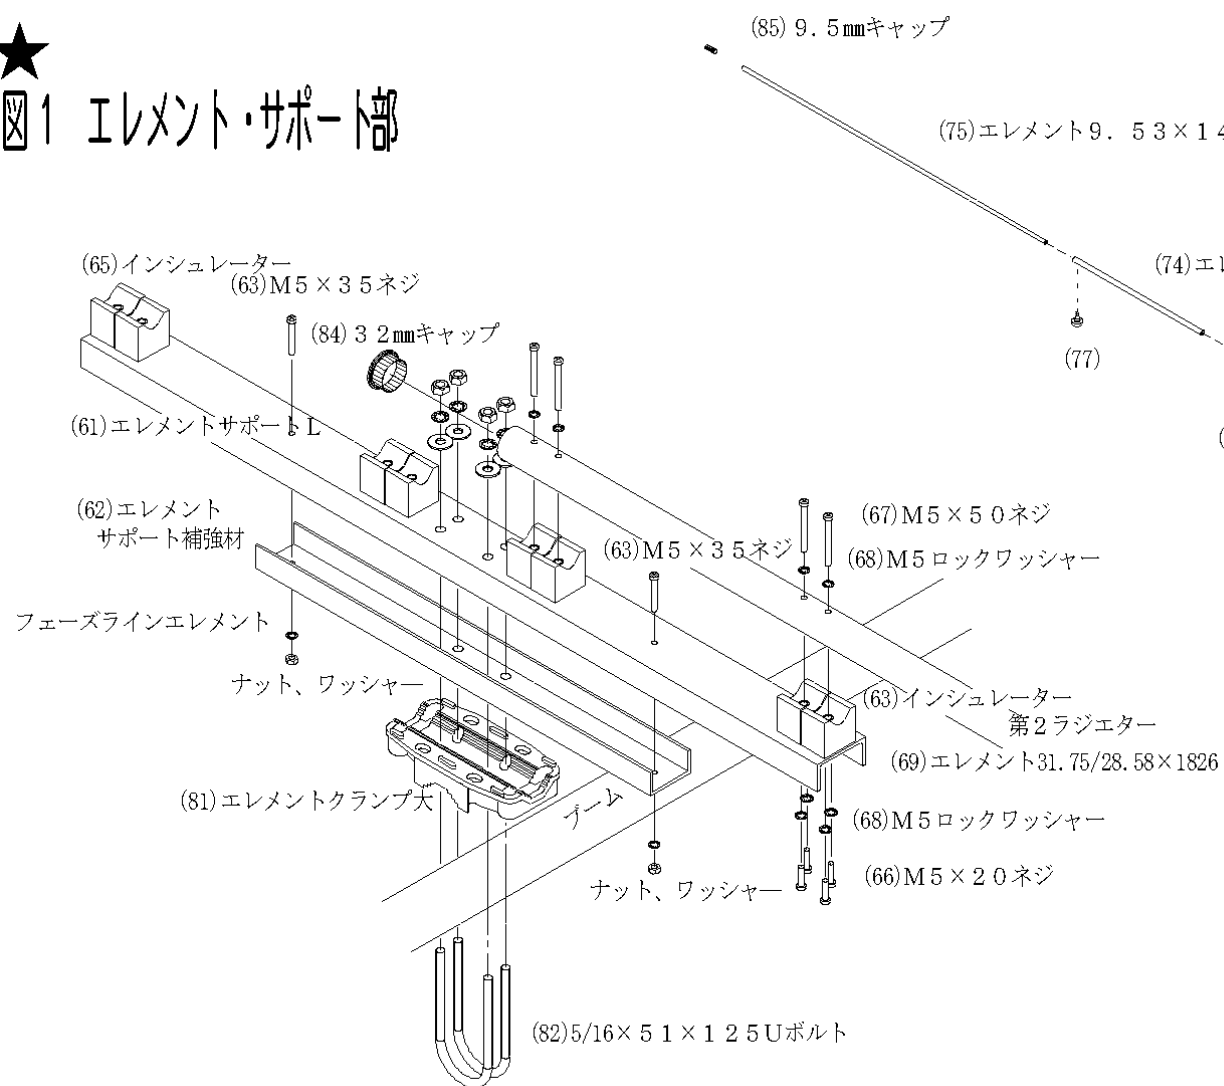 ★
図1 エレメント・サポート部
(85)9.5㎜キャップ
(75)エレメント9.53×14
(74)エレ
(77)
(
(65)インシュレーター
(63)M5×35ネジ
(84)32㎜キャップ
(61)エレメントサポートL
(62)エレメント
サポート補強材
(67)M5×50ネジ
(63)M5×35ネジ
(68)M5ロックワッシャー
フェーズラインエレメント
ナット、ワッシャー
(63)インシュレーター
第2ラジエター
(69)エレメント31.75/28.58×1826
(81)エレメントクランプ大
ブーム
(68)M5ロックワッシャー
(66)M5×20ネジ
ナット、ワッシャー
(82)5/16×51×125Uボルト